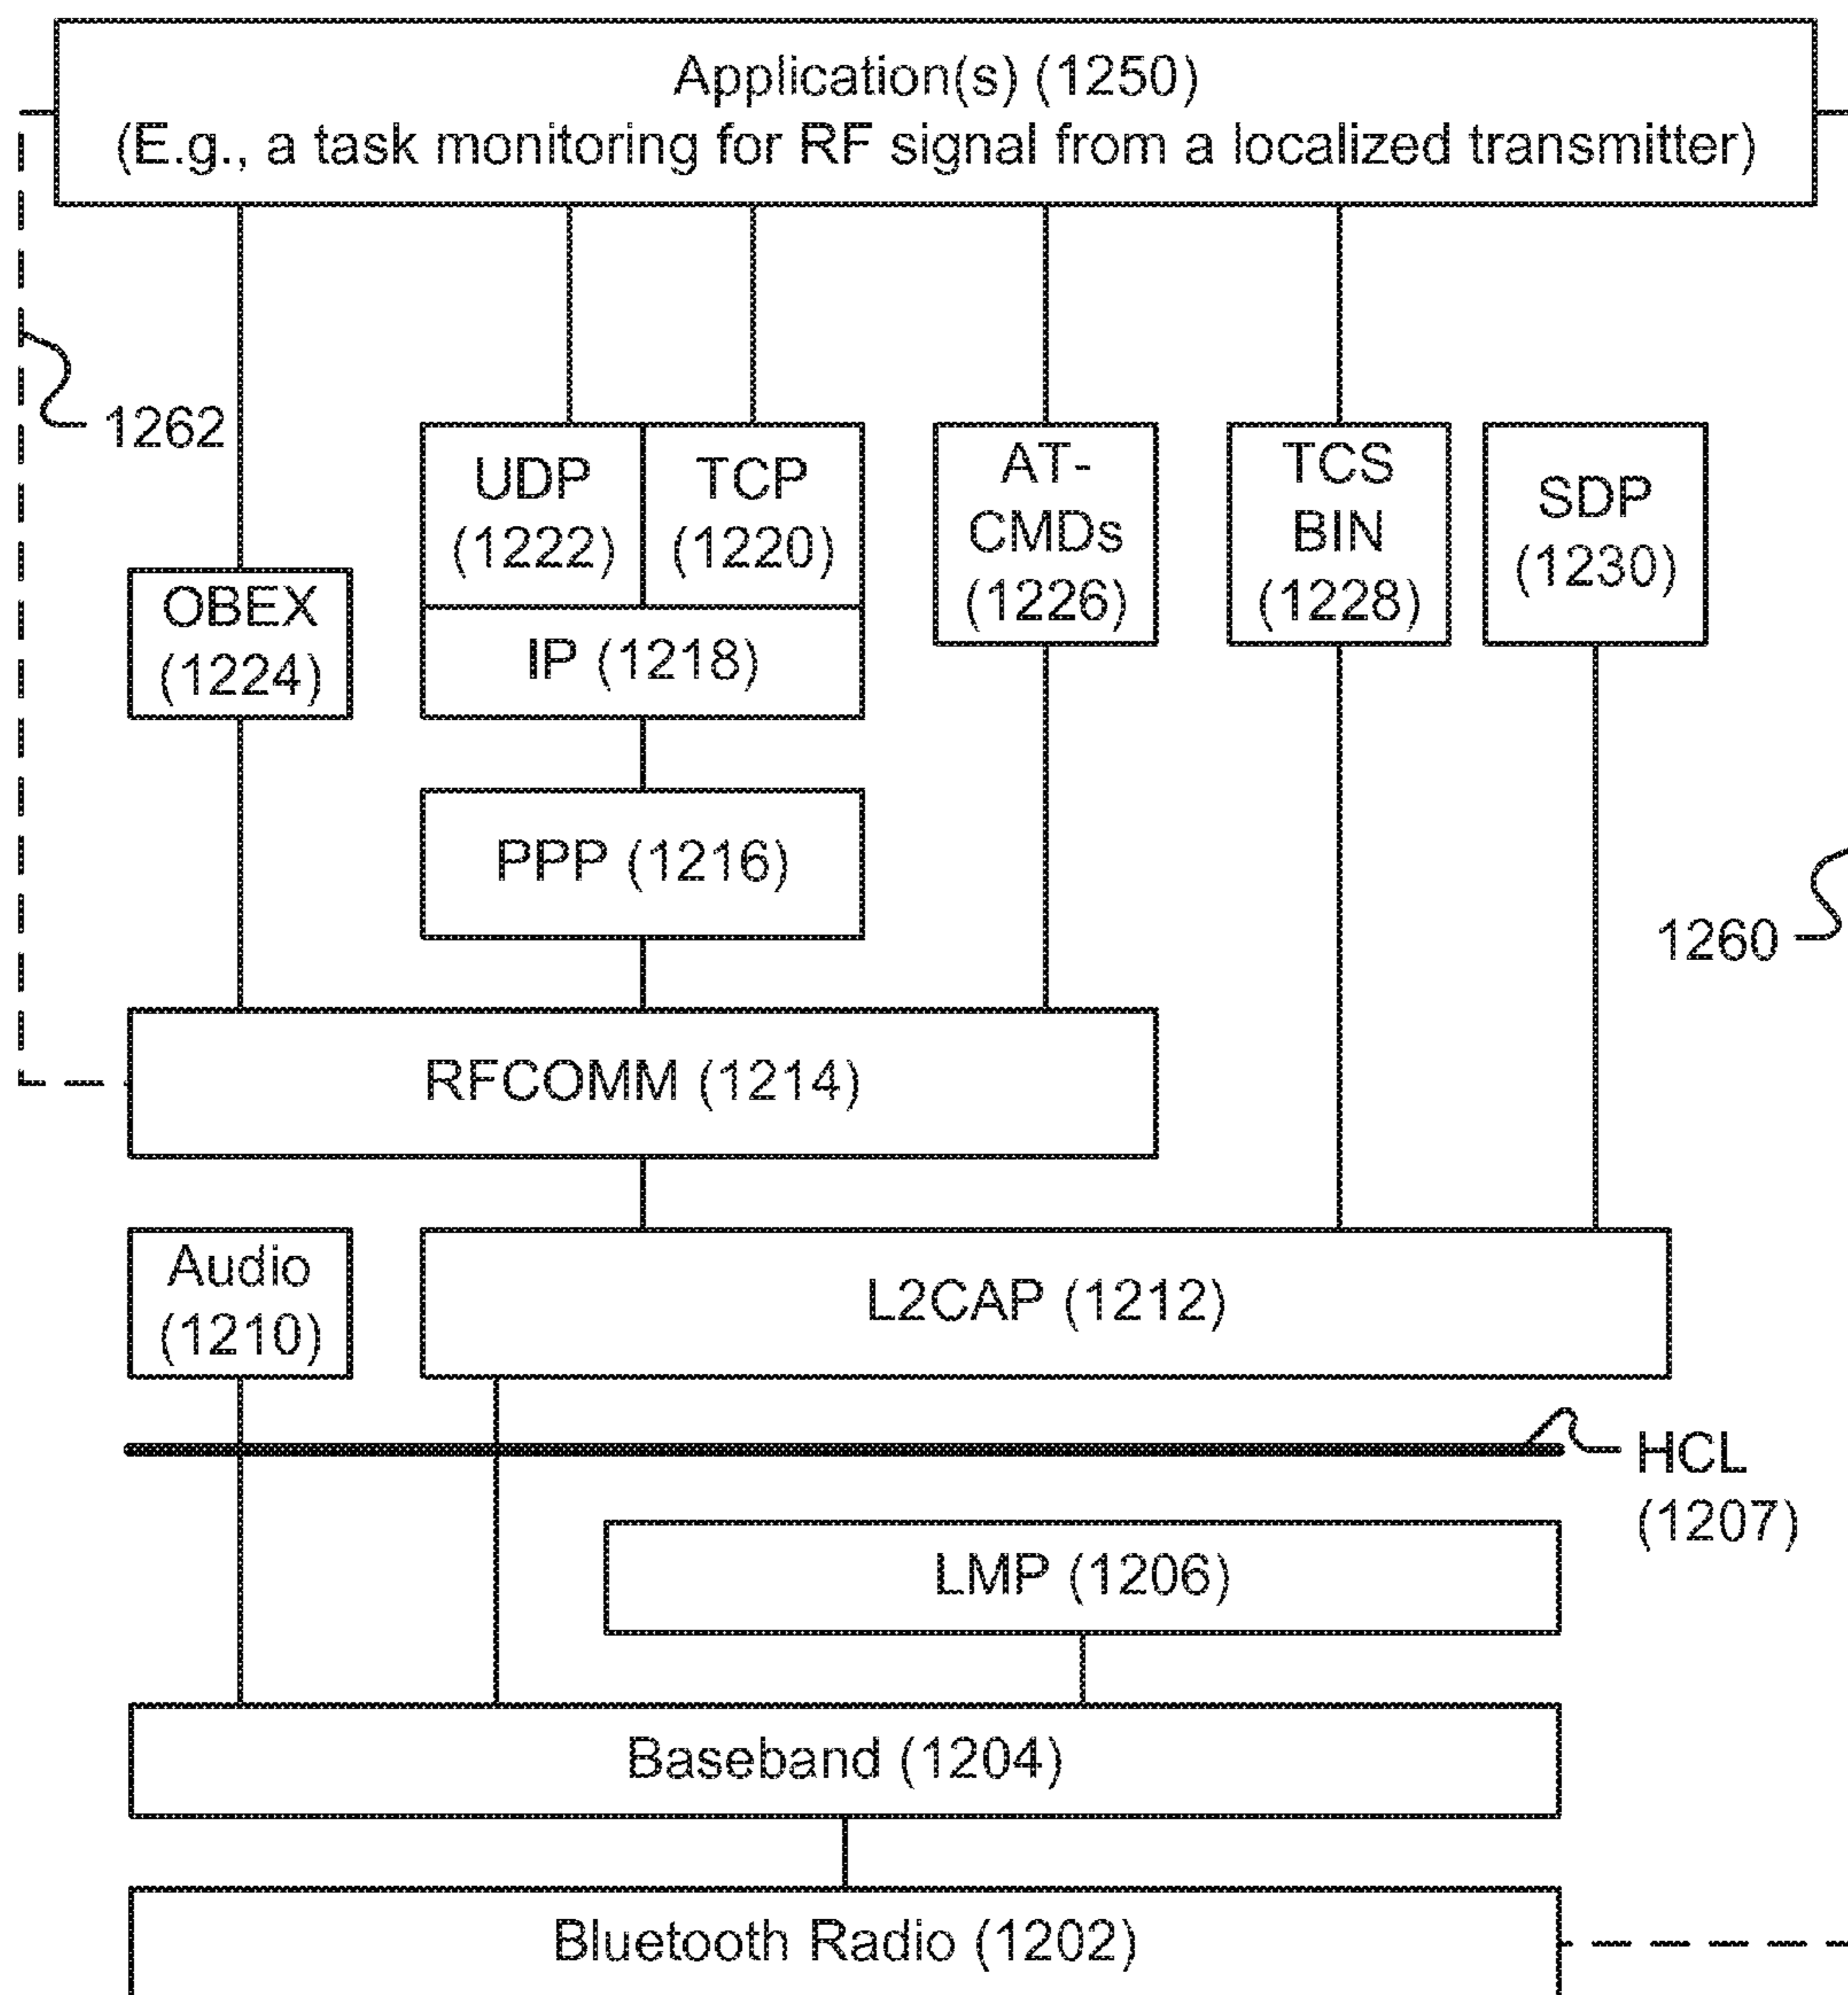 Application(s) (1250)
(E.g., a task monitoring for RF signal from a localized transmitter)
1262
UDP
(1222)
TCP
(1220)
AT-
CMDs
(1226)
TCS
BIN
(1228)
SDP
(1230)
OBEX
(1224)
IP (1218)
PPP (1216)
1260
RFCOMM (1214)
Audio
(1210)
L2CAP (1212)
HCL
(1207)
LMP (1206)
Baseband (1204)
Bluetooth Radio (1202)